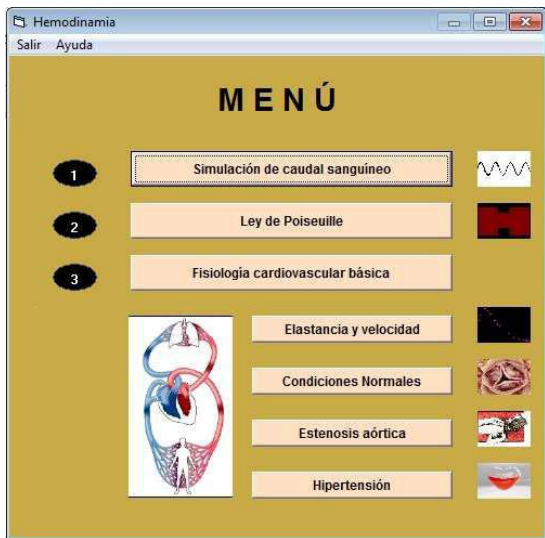 Hemodinamia
Salir Ayuda
MENÚ
1 Simulación de caudal sanguíneo
2 Ley de Poiseuille
3 Fisiología cardiovascular básica
Elastancia y velocidad
Condiciones Normales
Estenosis aórtica
Hipertensión